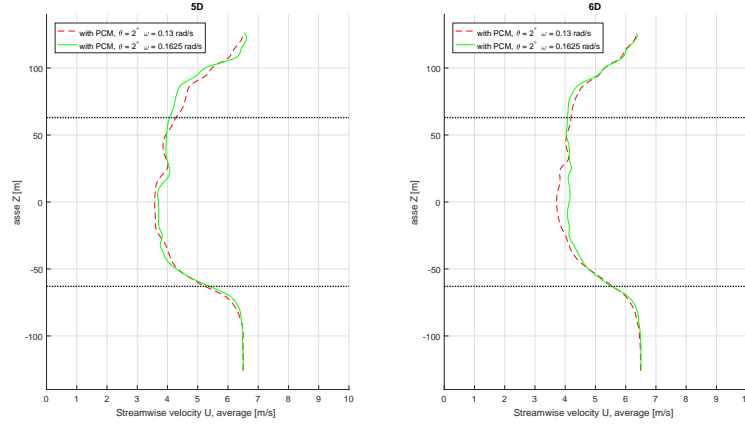 5D
with PCM, θ = 2° ω = 0.13 rad/s
with PCM, θ = 2° ω = 0.1625 rad/s
100
50
0
-50
-100
asse Z [m]
0 1 2 3 4 5 6 7 8 9 10
Streamwise velocity U, average [m/s]
6D
with PCM, θ = 2° ω = 0.13 rad/s
with PCM, θ = 2° ω = 0.1625 rad/s
100
50
0
-50
-100
asse Z [m]
0 1 2 3 4 5 6 7 8 9 10
Streamwise velocity U, average [m/s]